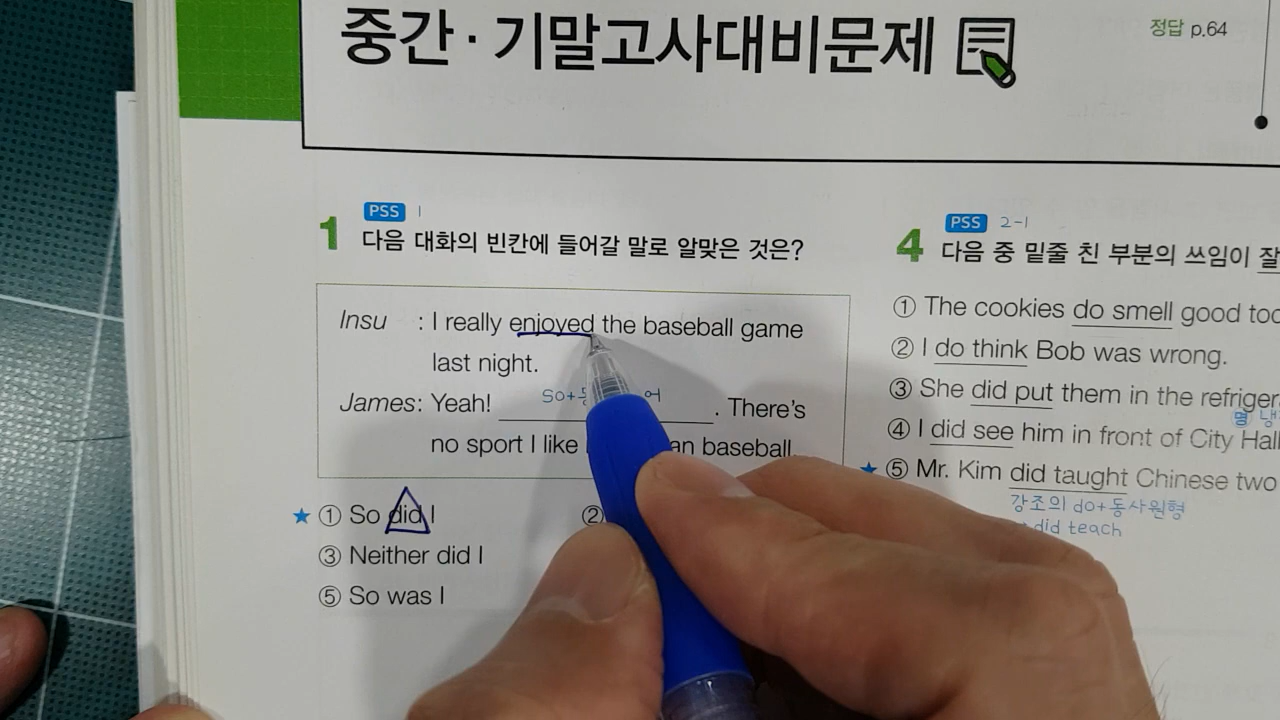 중간·기말고사대비문제
정답 p.64
1
PSS 1
다음 대화의 빈칸에 들어갈 말로 알맞은 것은?
Insu : I really enjoyed the baseball game
last night.
so+ 어
James: Yeah! ______. There's
no sport I like baseball
★ ① So did I
②
③ Neither did I
⑤ So was I
4
PSS 2-1
다음 중 밑줄 친 부분의 쓰임이 잘
① The cookies do smell good
② I do think Bob was wrong.
③ She did put them in the
④ I did see him in front of City Hall
★ ⑤ Mr. Kim did taught Chinese two
강조의 do+동사원형
did teach